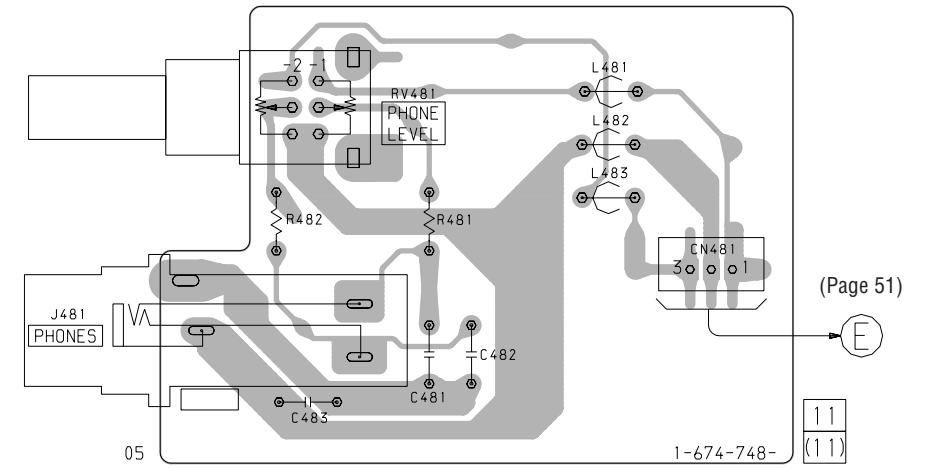 -2 -1
RV481
PHONE
LEVEL
L481
L482
L483
R482
R481
CN481
3
1
(Page 51)
E
J481
PHONES
C482
C481
C483
05
1-674-748-
11
(11)